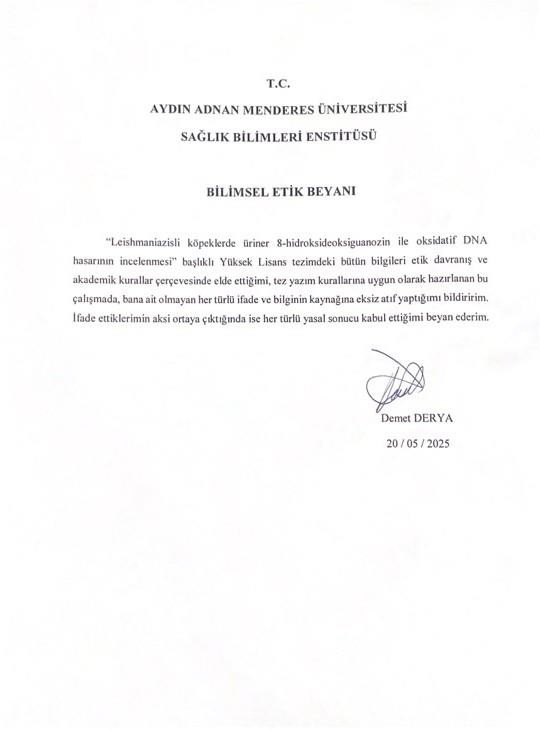 T.C.
AYDIN ADNAN MENDERES ÜNİVERSİTESİ
SAĞLIK BİLİMLERİ ENSTİTÜSÜ
BİLİMSEL ETİK BEYANI
“Leishmaniazisli köpeklerde üriner 8-hidroksideoksiguanozin ile oksidatif DNA
hasarının incelenmesi” başlıklı Yüksek Lisans tezimdeki bütün bilgileri etik davranış ve
akademik kurallar çerçevesinde elde ettiğimi, tez yazım kurallarına uygun olarak hazırlanan bu
çalışmada, bana ait olmayan her türlü ifade ve bilginin kaynağına eksiz atıf yaptığımı bildiririm.
İfade ettiklerimin aksi ortaya çıktığında ise her türlü yasal sonucu kabul ettiğimi beyan ederim.
Demet DERYA
20 / 05 / 2025